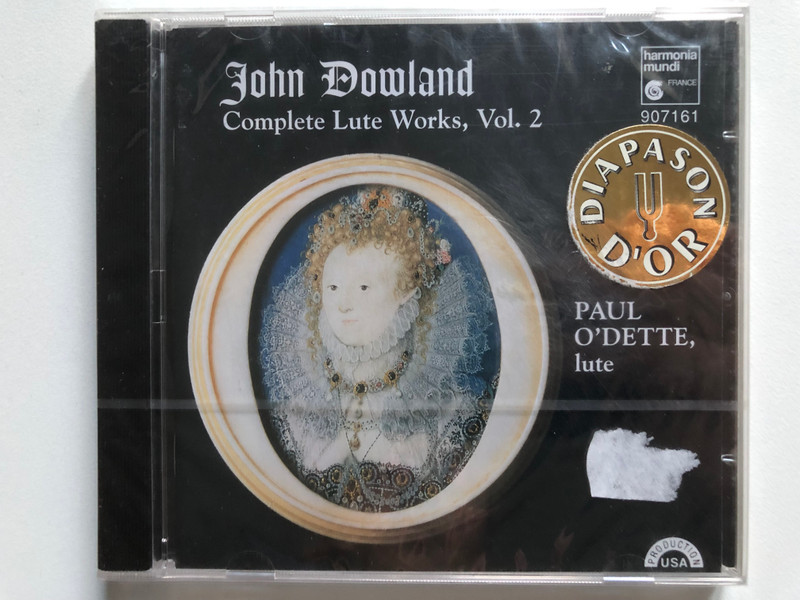 John Dowland
Complete Lute Works, Vol. 2
harmonia
mundi
FRANCE
907161
DIAPASON
D'OR
PAUL
O'DETTE,
lute
PRODUCTION
USA